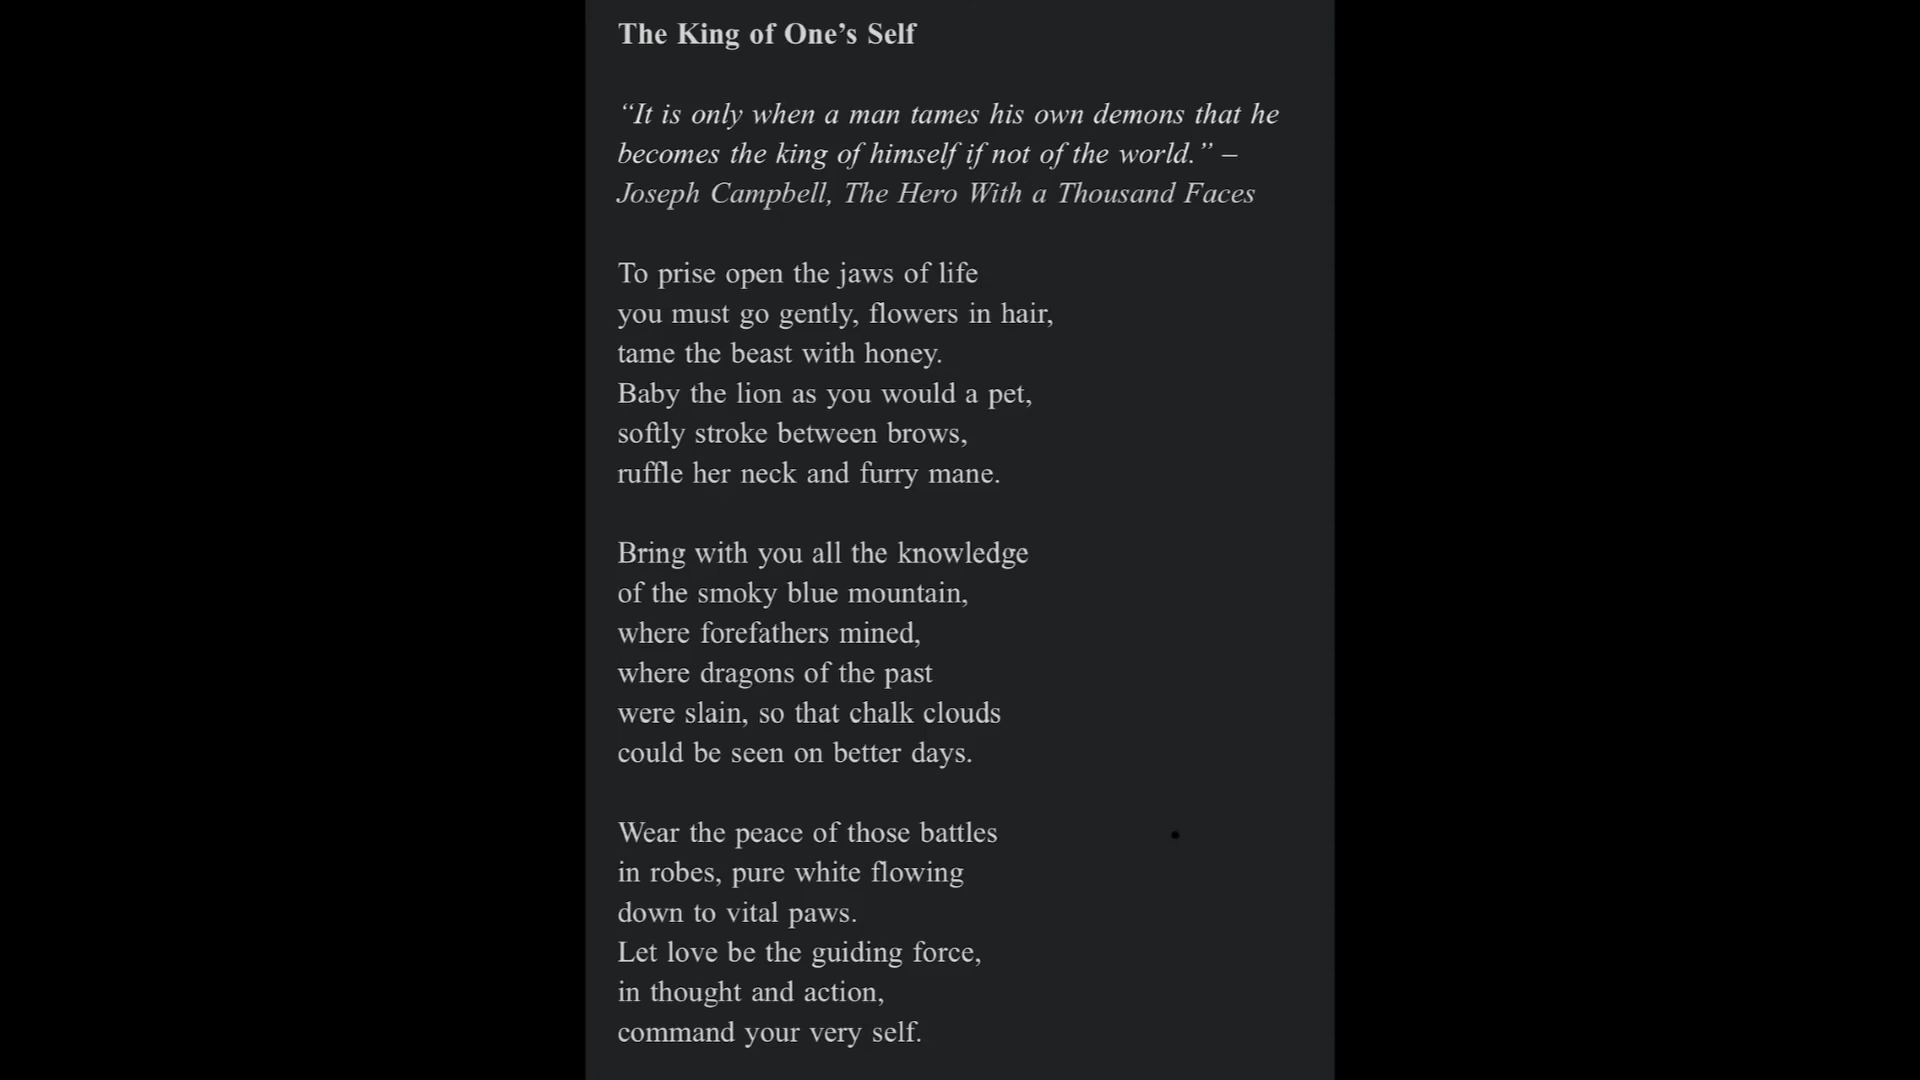 The King of One’s Self
“It is only when a man tames his own demons that he
becomes the king of himself if not of the world.” –
Joseph Campbell, The Hero With a Thousand Faces
To prise open the jaws of life
you must go gently, flowers in hair,
tame the beast with honey.
Baby the lion as you would a pet,
softly stroke between brows,
ruffle her neck and furry mane.
Bring with you all the knowledge
of the smoky blue mountain,
where forefathers mined,
where dragons of the past
were slain, so that chalk clouds
could be seen on better days.
Wear the peace of those battles
in robes, pure white flowing
down to vital paws.
Let love be the guiding force,
in thought and action,
command your very self.